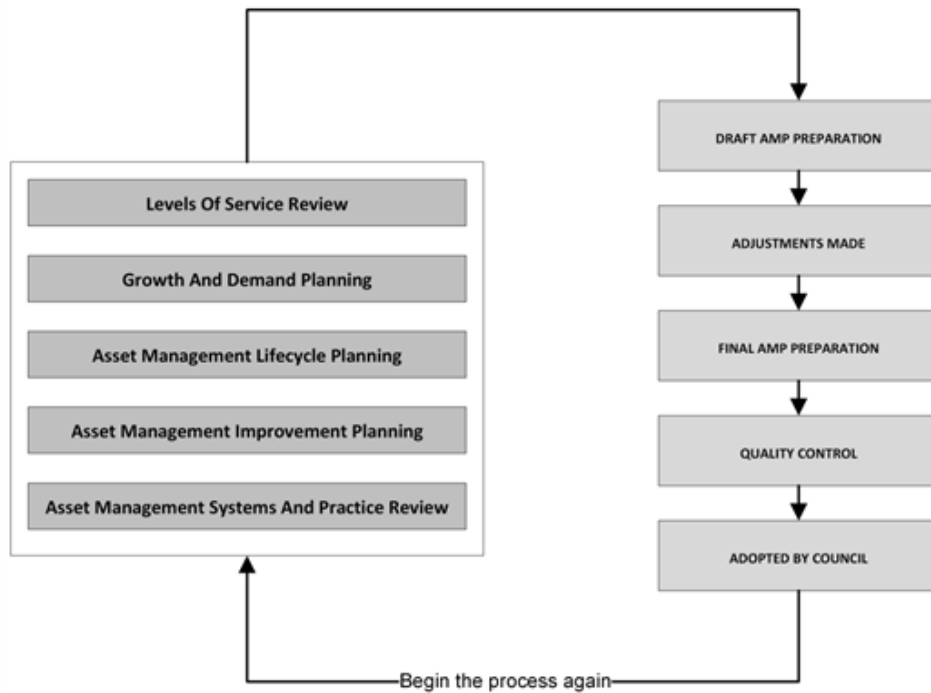 Levels Of Service Review
Growth And Demand Planning
Asset Management Lifecycle Planning
Asset Management Improvement Planning
Asset Management Systems And Practice Review
DRAFT AMP PREPARATION
ADJUSTMENTS MADE
FINAL AMP PREPARATION
QUALITY CONTROL
ADOPTED BY COUNCIL
Begin the process again